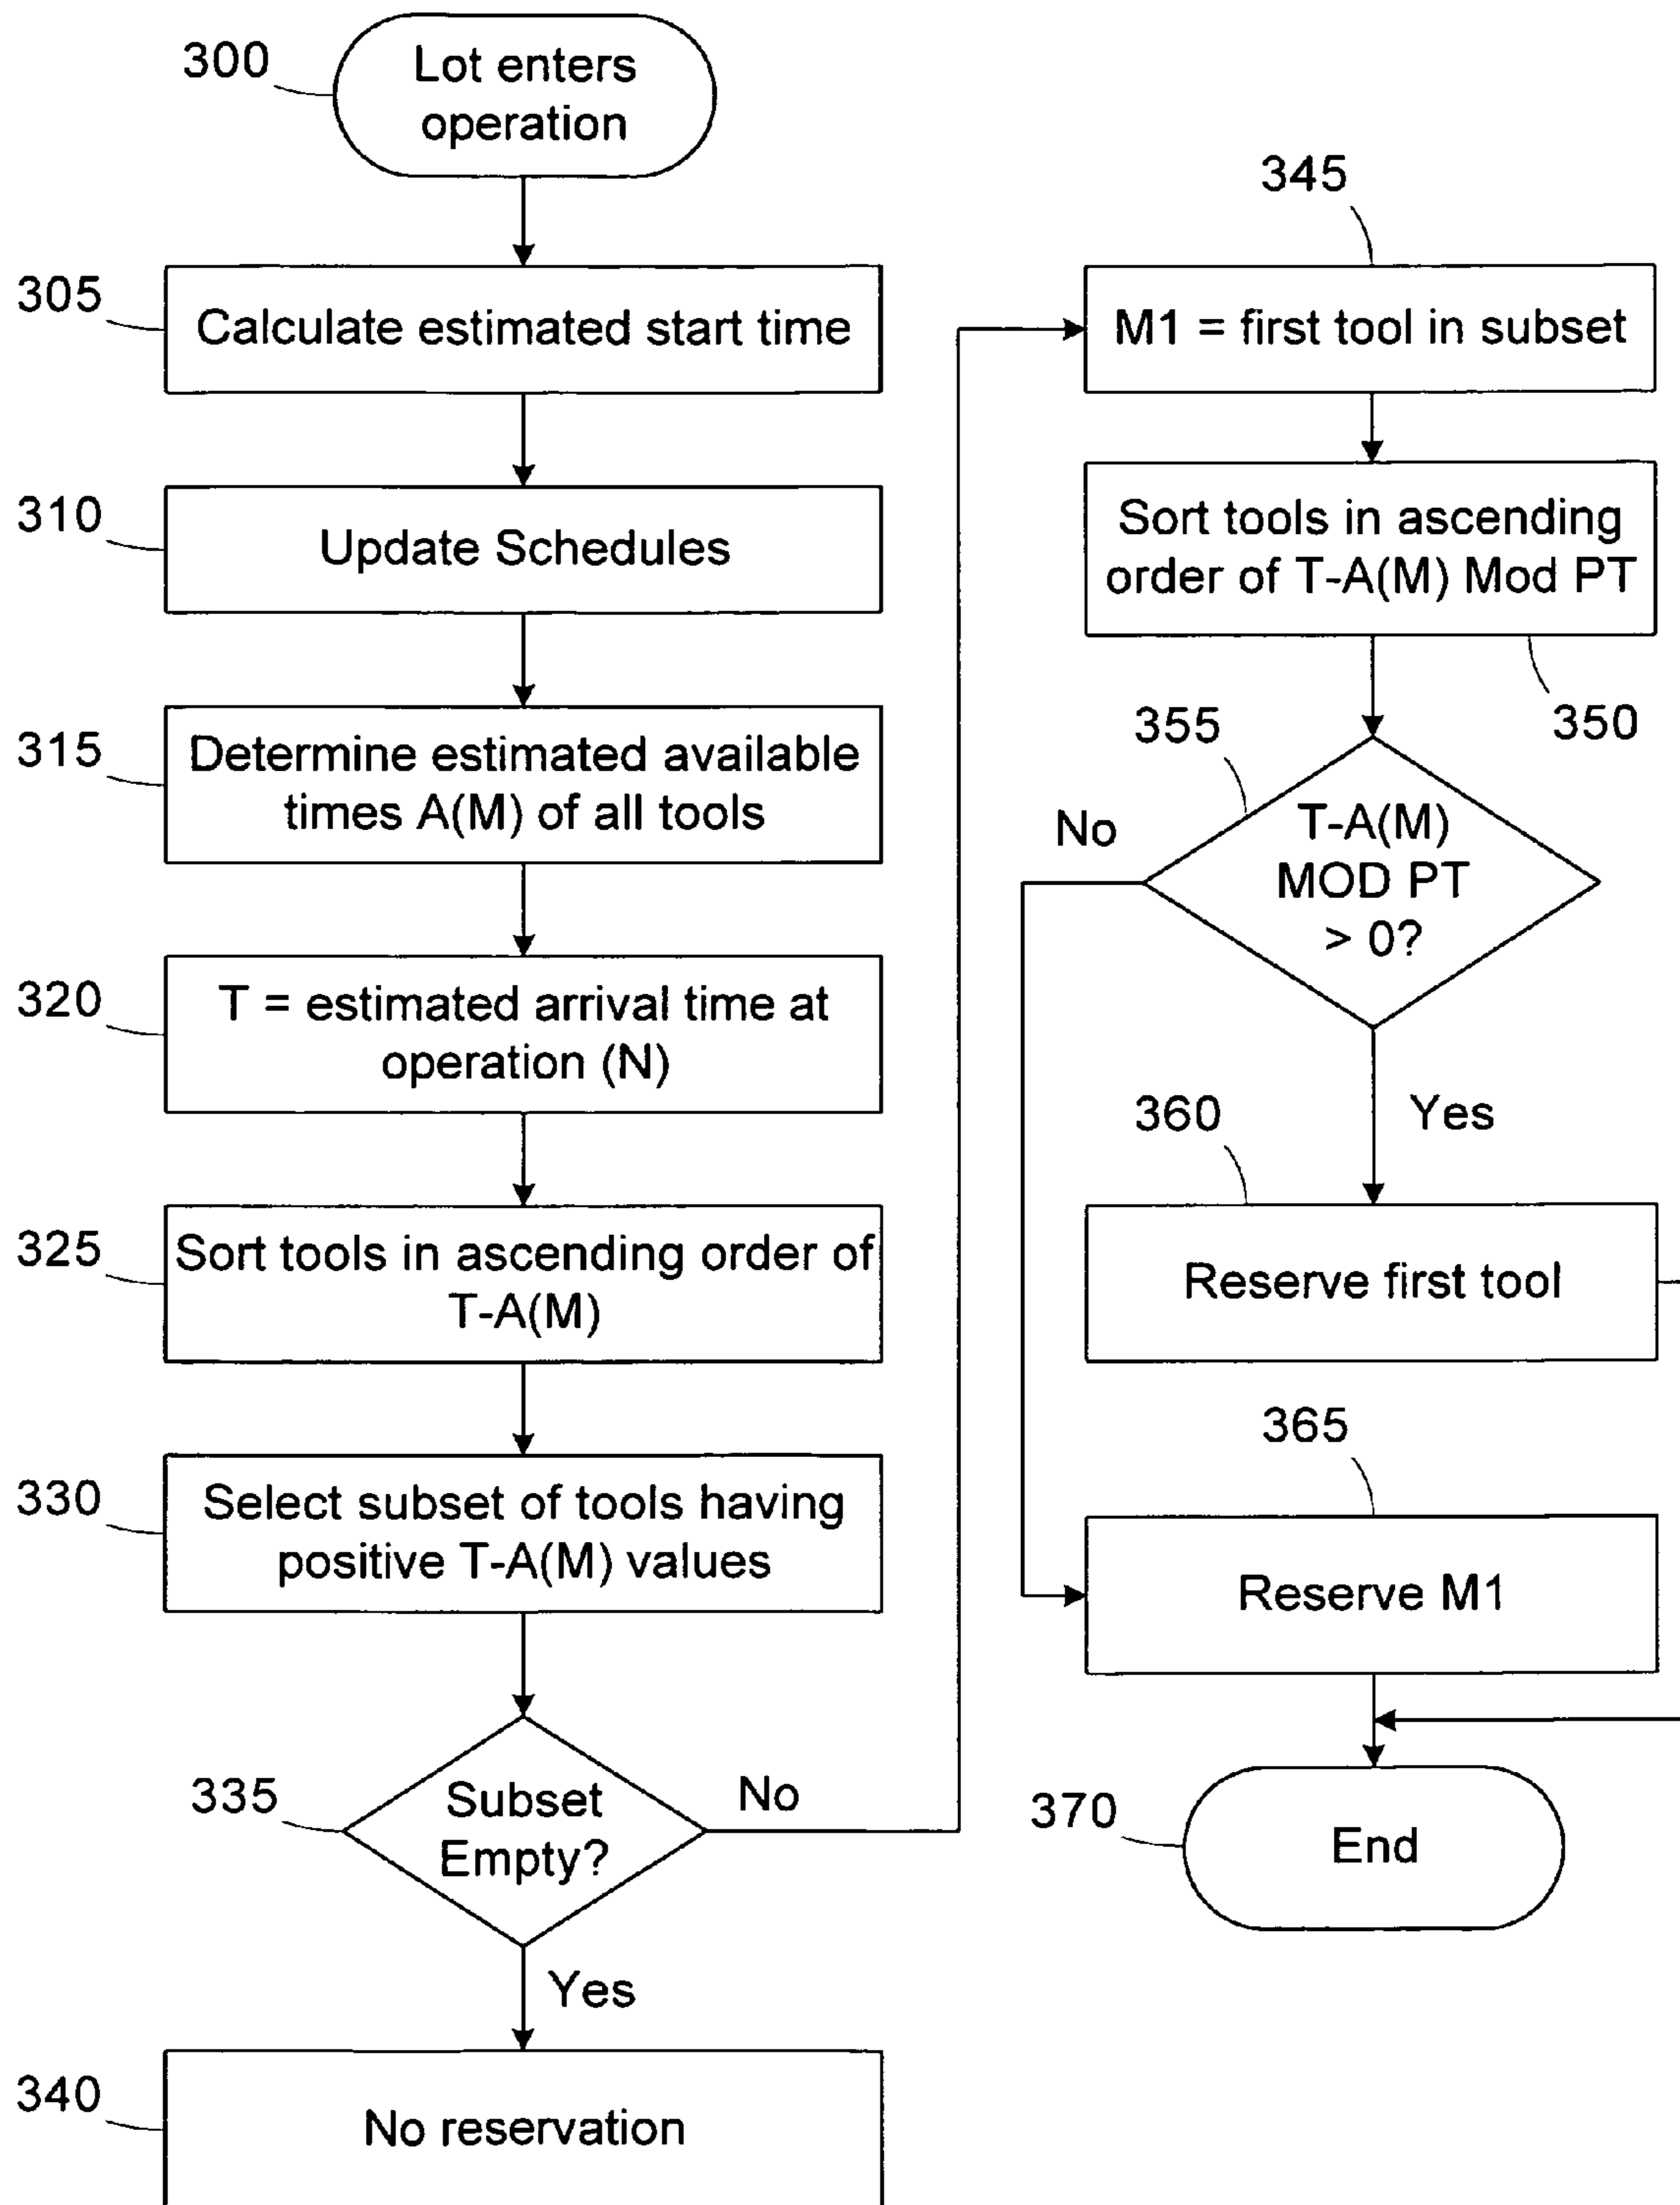 300
Lot enters
operation
305
Calculate estimated start time
310
Update Schedules
315
Determine estimated available
times A(M) of all tools
320
T = estimated arrival time at
operation (N)
325
Sort tools in ascending order of
T-A(M)
330
Select subset of tools having
positive T-A(M) values
335
Subset
Empty?
No
Yes
340
No reservation
345
M1 = first tool in subset
Sort tools in ascending
order of T-A(M) Mod PT
350
355
T-A(M)
MOD PT
> 0?
No
Yes
360
Reserve first tool
365
Reserve M1
370
End